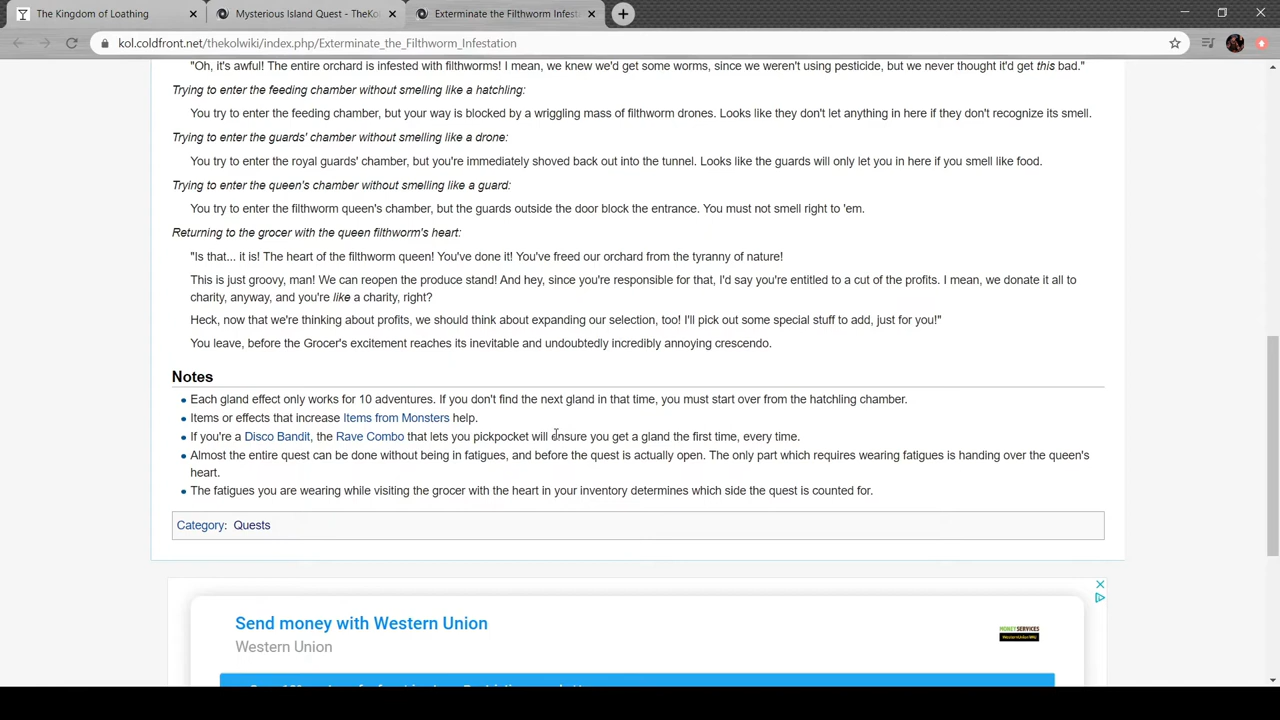 The Kingdom of Loathing
Mysterious Island Quest - TheKol
Exterminate the Filthworm Infest
kol.coldfront.net/thekolwiki/index.php/Exterminate_the_Filthworm_Infestation
"Oh, it's awful! The entire orchard is infested with filthworms! I mean, we knew we'd get some worms, since we weren't using pesticide, but we never thought it'd get this bad."
Trying to enter the feeding chamber without smelling like a hatchling:
You try to enter the feeding chamber, but your way is blocked by a wriggling mass of filthworm drones. Looks like they don't let anything in here if they don't recognize its smell.
Trying to enter the guards' chamber without smelling like a drone:
You try to enter the royal guards' chamber, but you're immediately shoved back out into the tunnel. Looks like the guards will only let you in here if you smell like food.
Trying to enter the queen's chamber without smelling like a guard:
You try to enter the filthworm queen's chamber, but the guards outside the door block the entrance. You must not smell right to 'em.
Returning to the grocer with the queen filthworm's heart:
"Is that... it is! The heart of the filthworm queen! You've done it! You've freed our orchard from the tyranny of nature!
This is just groovy, man! We can reopen the produce stand! And hey, since you're responsible for that, I'd say you're entitled to a cut of the profits. I mean, we donate it all to
charity, anyway, and you're like a charity, right?
Heck, now that we're thinking about profits, we should think about expanding our selection, too! I'll pick out some special stuff to add, just for you!"
You leave, before the Grocer's excitement reaches its inevitable and undoubtedly incredibly annoying crescendo.
Notes
Each gland effect only works for 10 adventures. If you don't find the next gland in that time, you must start over from the hatchling chamber.
Items or effects that increase Items from Monsters help.
If you're a Disco Bandit, the Rave Combo that lets you pickpocket will ensure you get a gland the first time, every time.
Almost the entire quest can be done without being in fatigues, and before the quest is actually open. The only part which requires wearing fatigues is handing over the queen's
heart.
The fatigues you are wearing while visiting the grocer with the heart in your inventory determines which side the quest is counted for.
Category: Quests
Send money with Western Union
Western Union